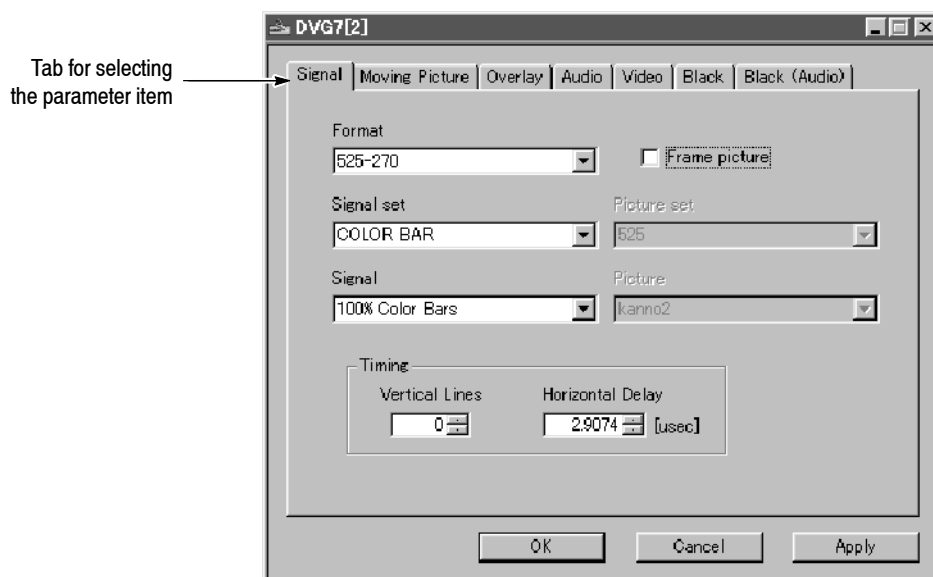 DVG7[2]
Tab for selecting
the parameter item
Signal Moving Picture Overlay Audio Video Black Black (Audio)
Format
525-270 Frame picture
Signal set Picture set
COLOR BAR 525
Signal Picture
100% Color Bars kanno2
Timing
Vertical Lines Horizontal Delay
0 2.9074 [usec]
OK Cancel Apply